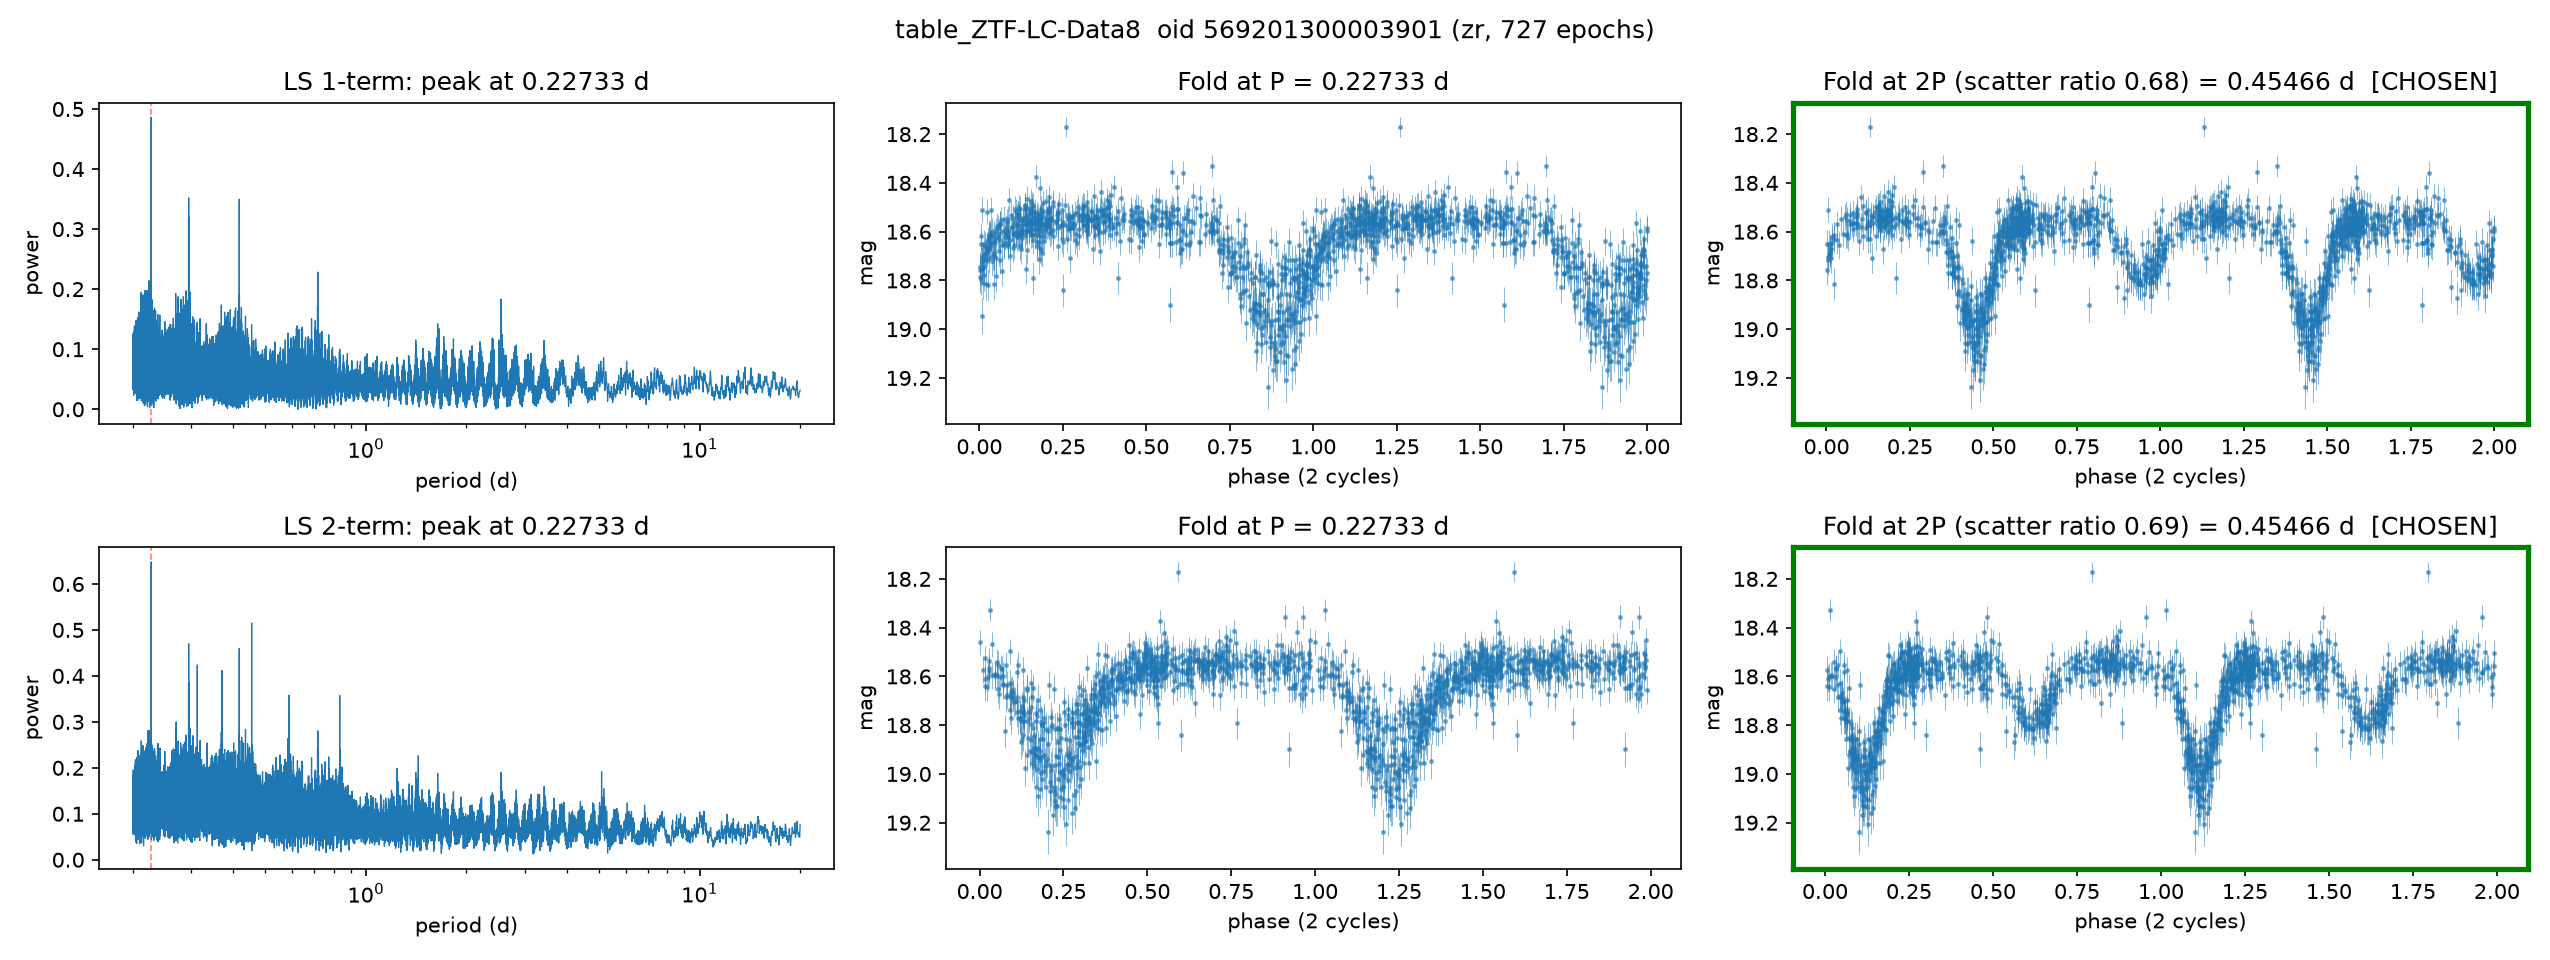 table_ZTF-LC-Data8  oid 569201300003901 (zr, 727 epochs)
LS 1-term: peak at 0.22733 d
power
0.5
0.4
0.3
0.2
0.1
0.0
10^0
10^1
period (d)
Fold at P = 0.22733 d
mag
18.2
18.4
18.6
18.8
19.0
19.2
0.00 0.25 0.50 0.75 1.00 1.25 1.50 1.75 2.00
phase (2 cycles)
Fold at 2P (scatter ratio 0.68) = 0.45466 d  [CHOSEN]
mag
18.2
18.4
18.6
18.8
19.0
19.2
0.00 0.25 0.50 0.75 1.00 1.25 1.50 1.75 2.00
phase (2 cycles)
LS 2-term: peak at 0.22733 d
power
0.6
0.5
0.4
0.3
0.2
0.1
0.0
10^0
10^1
period (d)
Fold at P = 0.22733 d
mag
18.2
18.4
18.6
18.8
19.0
19.2
0.00 0.25 0.50 0.75 1.00 1.25 1.50 1.75 2.00
phase (2 cycles)
Fold at 2P (scatter ratio 0.69) = 0.45466 d  [CHOSEN]
mag
18.2
18.4
18.6
18.8
19.0
19.2
0.00 0.25 0.50 0.75 1.00 1.25 1.50 1.75 2.00
phase (2 cycles)